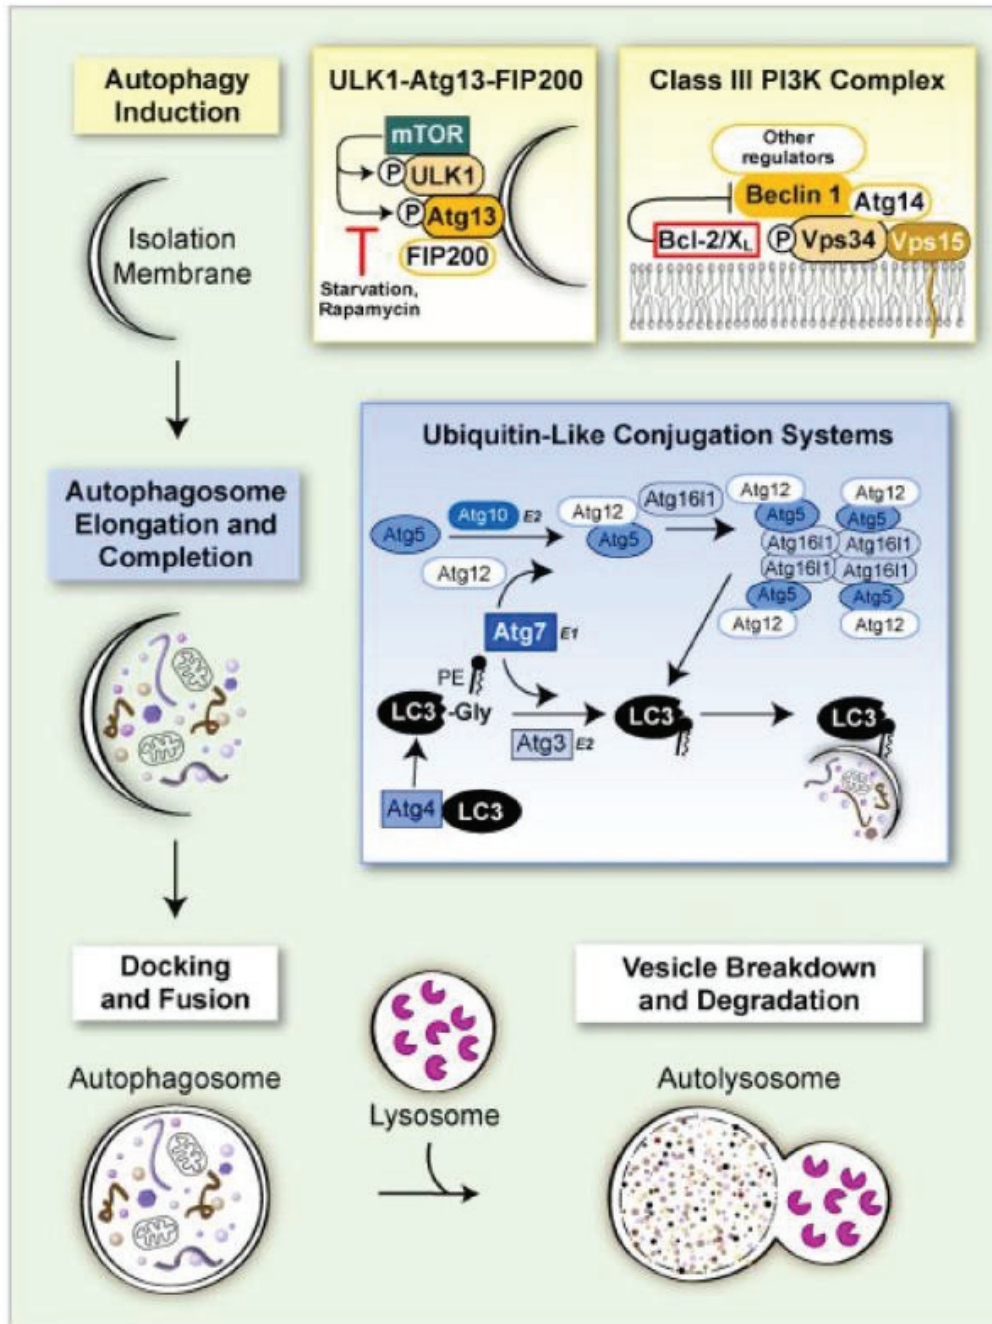 Autophagy
Induction
Isolation
Membrane
ULK1-Atg13-FIP200
mTOR
P
ULK1
P
Atg13
FIP200
Starvation,
Rapamycin
Class III PI3K Complex
Other
regulators
Beclin 1
Atg14
Bcl-2/XL
P
Vps34
Vps15
Autophagosome
Elongation and
Completion
Ubiquitin-Like Conjugation Systems
Atg5
Atg10
E2
Atg12
Atg12
Atg5
Atg16l1
Atg12
Atg5
Atg16l1
Atg16l1
Atg5
Atg12
Atg12
Atg5
Atg16l1
Atg16l1
Atg5
Atg12
Atg7
E1
PE
LC3
-Gly
Atg3
E2
LC3
LC3
Atg4
LC3
Docking
and Fusion
Autophagosome
Lysosome
Vesicle Breakdown
and Degradation
Autolysosome